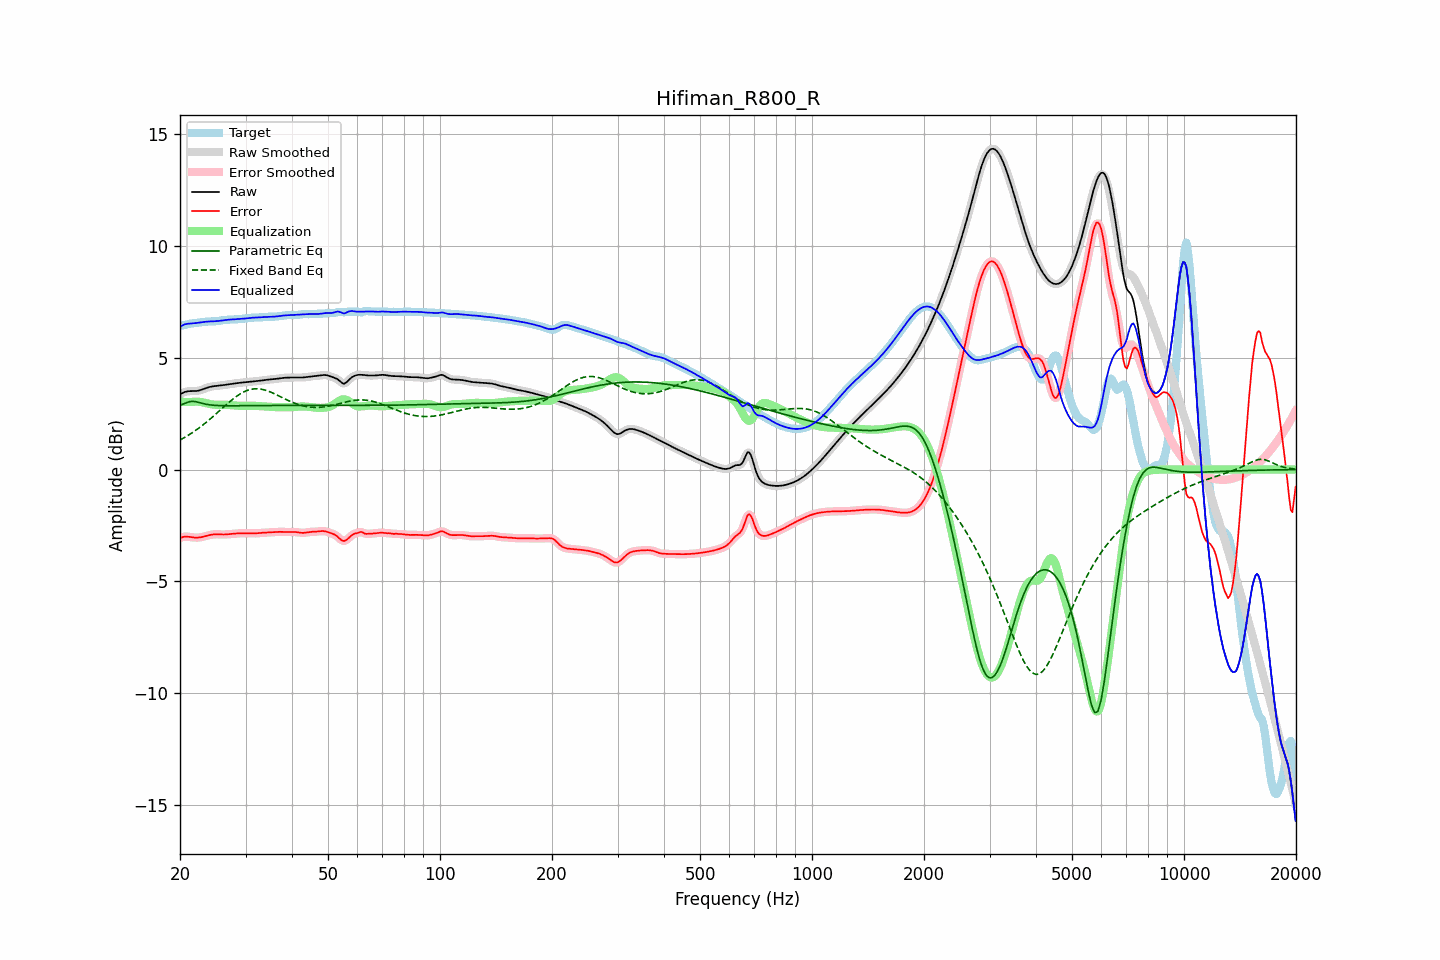 Hifiman_R800_R
Target
Raw Smoothed
Error Smoothed
Raw
Error
Equalization
Parametric Eq
Fixed Band Eq
Equalized
Amplitude (dBr)
15
10
5
0
−5
−10
−15
20
50
100
200
500
1000
2000
5000
10000
20000
Frequency (Hz)